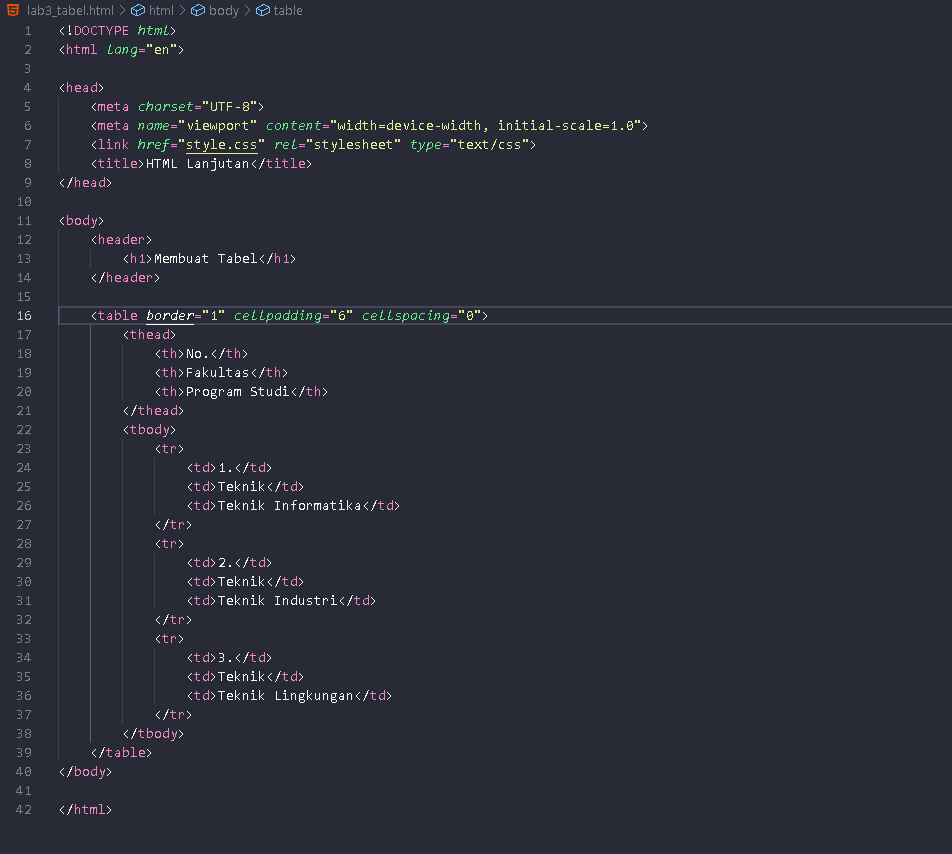 lab3_tabel.html > html > body > table
1 <!DOCTYPE html>
2 <html lang="en">
3
4 <head>
5 <meta charset="UTF-8">
6 <meta name="viewport" content="width=device-width, initial-scale=1.0">
7 <link href="style.css" rel="stylesheet" type="text/css">
8 <title>HTML Lanjutan</title>
9 </head>
10
11 <body>
12 <header>
13 <h1>Membuat Tabel</h1>
14 </header>
15
16 <table border="1" cellpadding="6" cellspacing="0">
17 <thead>
18 <th>No.</th>
19 <th>Fakultas</th>
20 <th>Program Studi</th>
21 </thead>
22 <tbody>
23 <tr>
24 <td>1.</td>
25 <td>Teknik</td>
26 <td>Teknik Informatika</td>
27 </tr>
28 <tr>
29 <td>2.</td>
30 <td>Teknik</td>
31 <td>Teknik Industri</td>
32 </tr>
33 <tr>
34 <td>3.</td>
35 <td>Teknik</td>
36 <td>Teknik Lingkungan</td>
37 </tr>
38 </tbody>
39 </table>
40 </body>
41
42 </html>